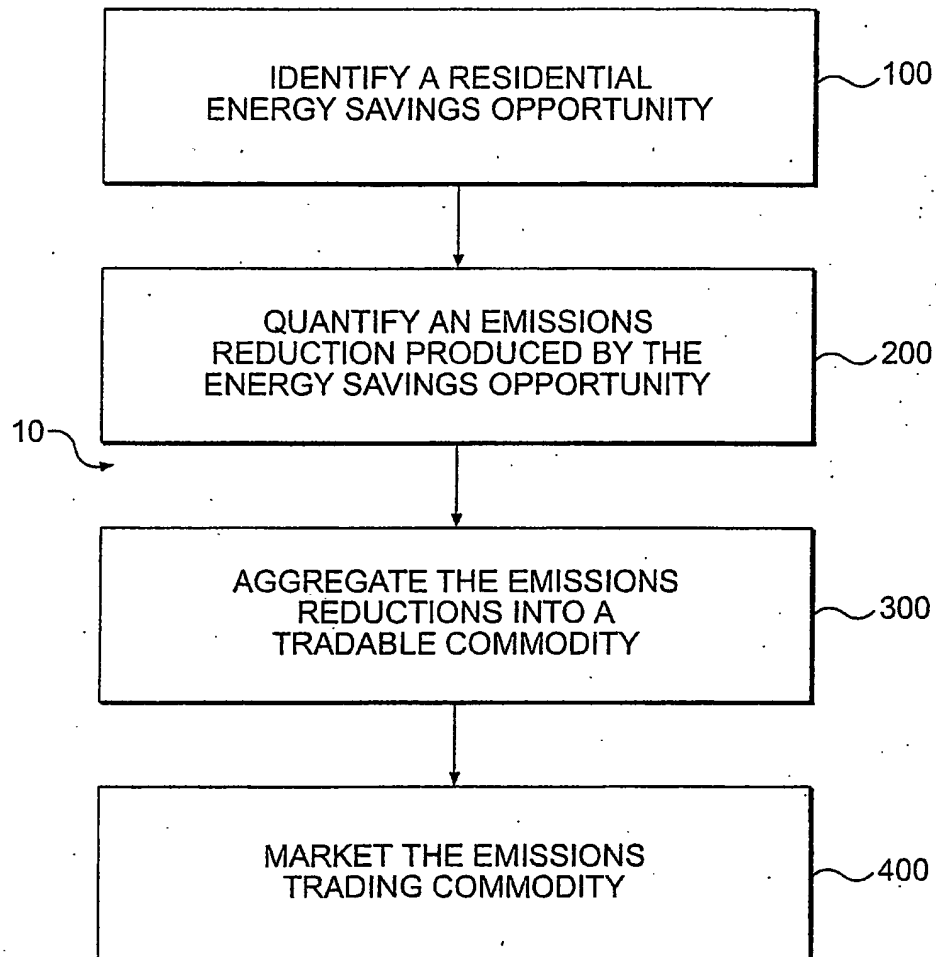 IDENTIFY A RESIDENTIAL
ENERGY SAVINGS OPPORTUNITY
100
QUANTIFY AN EMISSIONS
REDUCTION PRODUCED BY THE
ENERGY SAVINGS OPPORTUNITY
200
10
AGGREGATE THE EMISSIONS
REDUCTIONS INTO A
TRADABLE COMMODITY
300
MARKET THE EMISSIONS
TRADING COMMODITY
400